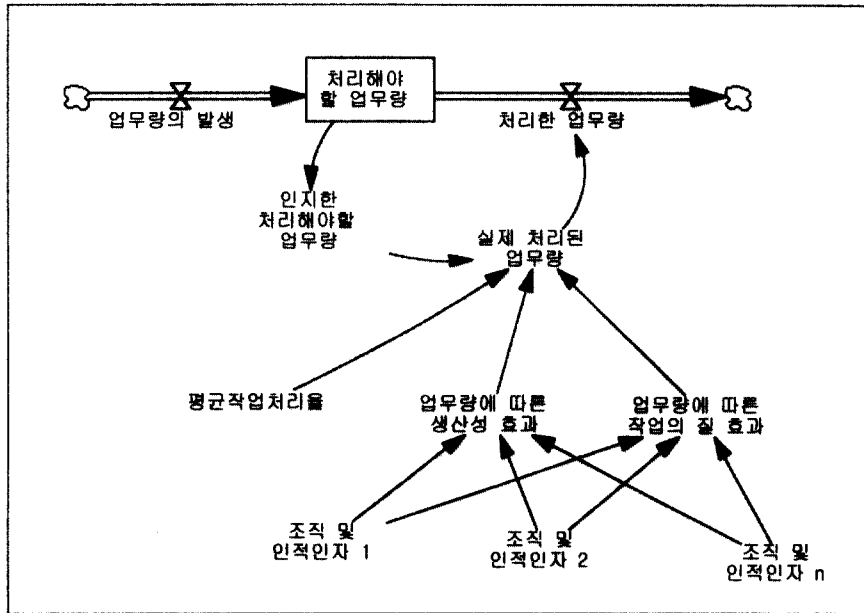 처리해야
할 업무량
업무량의 발생
처리한 업무량
인지한
처리해야할
업무량
실제 처리된
업무량
평균작업처리율
업무량에 따른
생산성 효과
업무량에 따른
작업의 질 효과
조직 및
인적인자 1
조직 및
인적인자 2
조직 및
인적인자 n